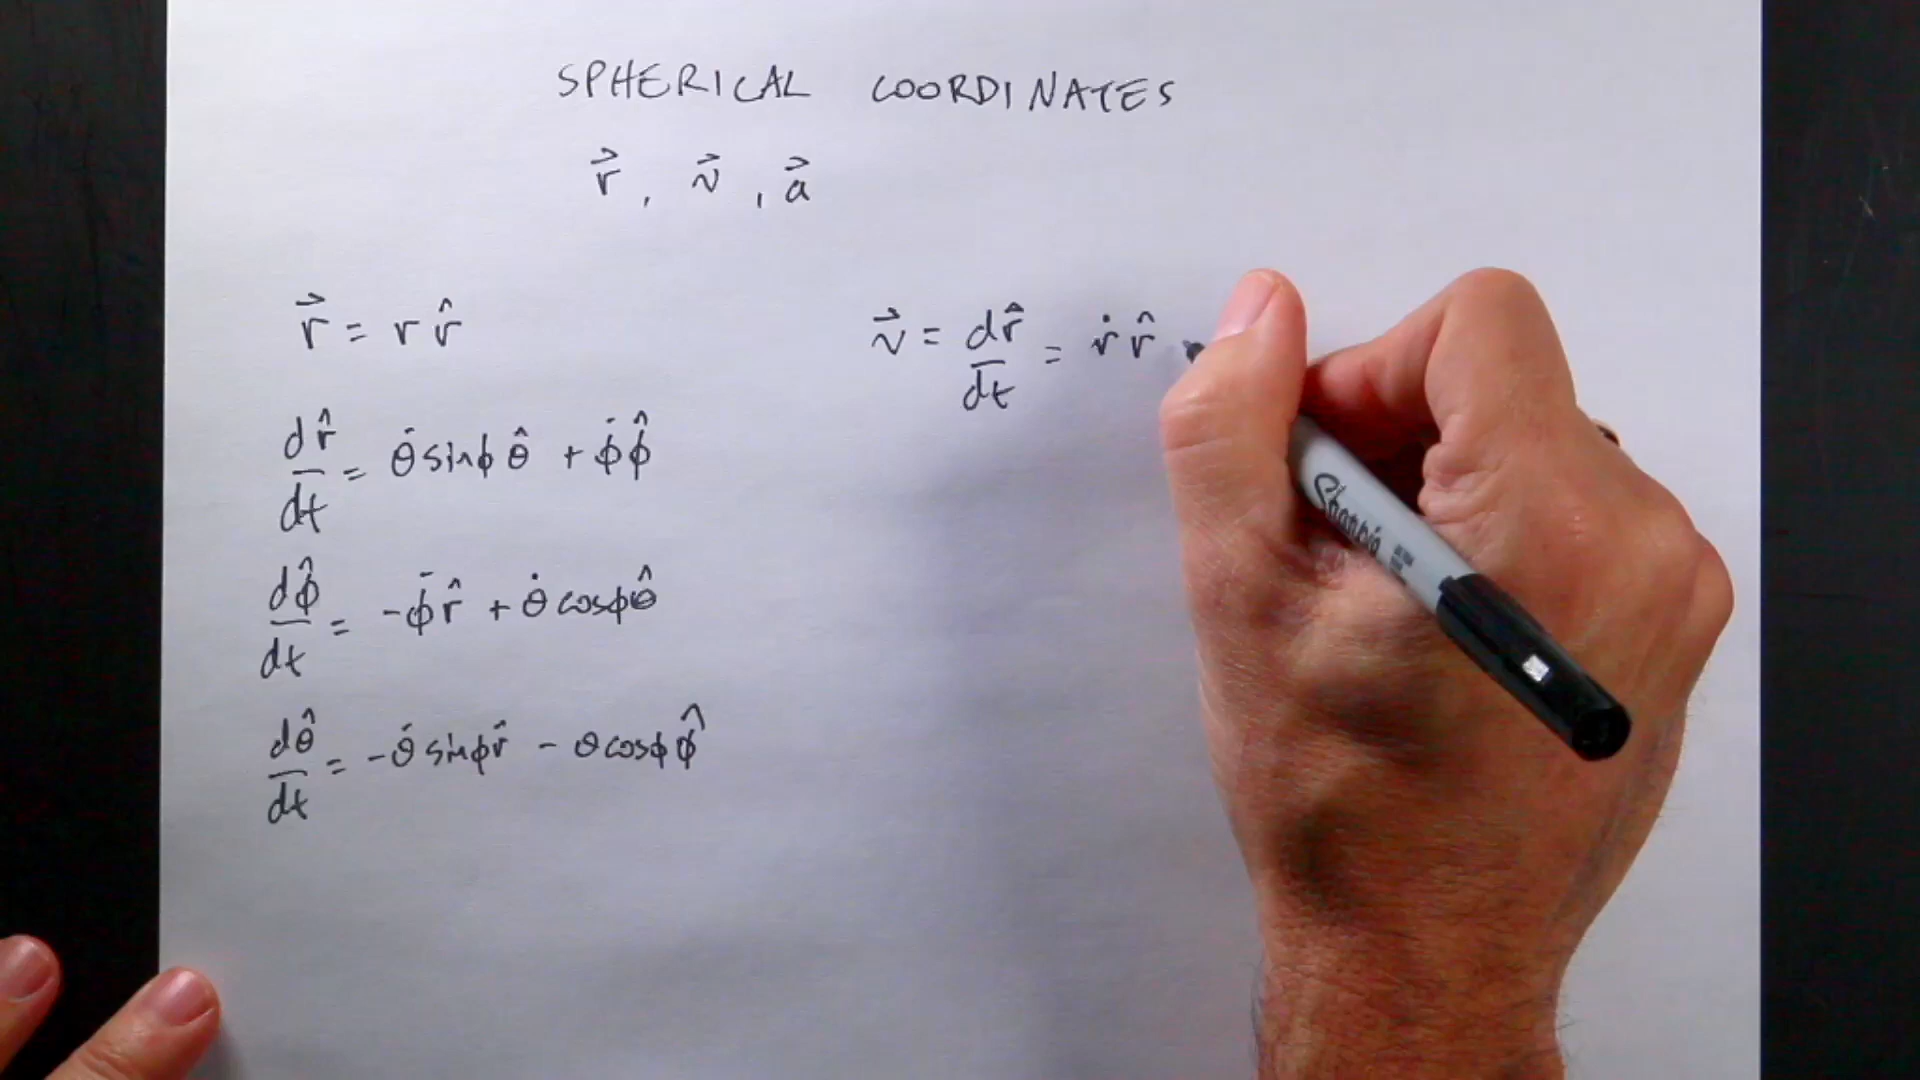 SPHERICAL COORDINATES
r⃗, v⃗, a⃗
r⃗ = r r̂
dr̂/dt = θ̇ sinϕ θ̂ + ϕ̇ ϕ̂
dϕ̂/dt = -ϕ̇ r̂ + θ̇ cosϕ θ̂
dθ̂/dt = -θ̇ sinϕ r̂ - θ cosϕ ϕ̂
v⃗ = dr̂/dt = ṙ r̂
Sharpie